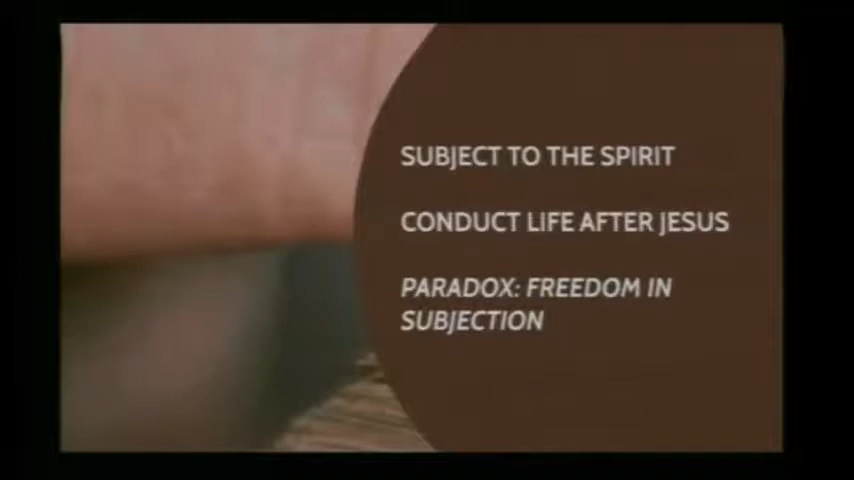 SUBJECT TO THE SPIRIT
CONDUCT LIFE AFTER JESUS
PARADOX: FREEDOM IN
SUBJECTION